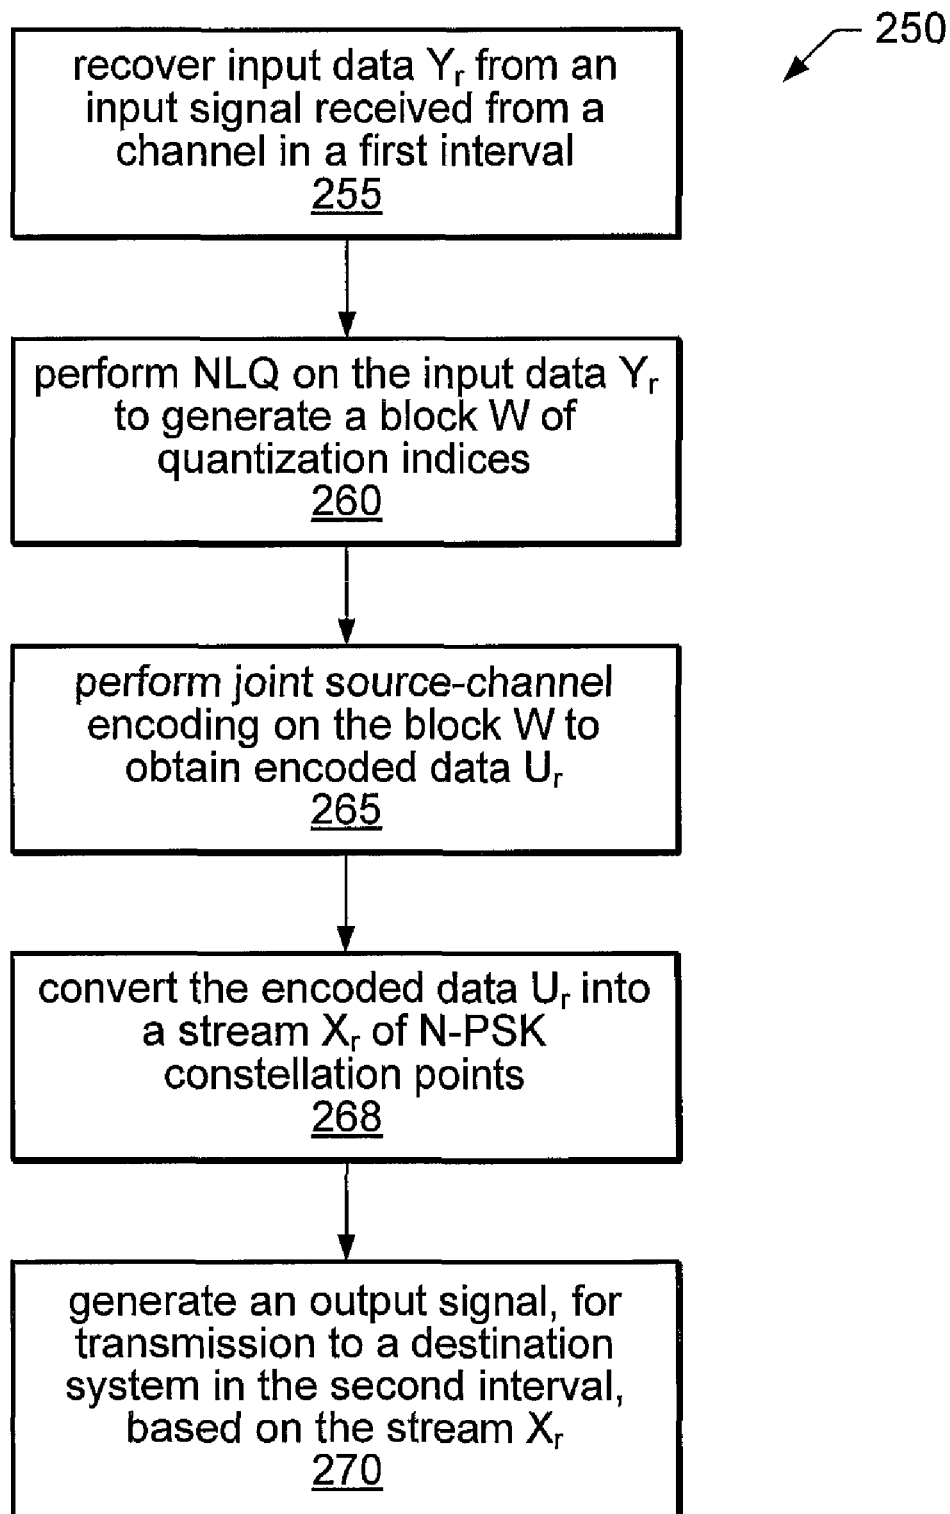 250
recover input data Yr from an
input signal received from a
channel in a first interval
255
perform NLQ on the input data Yr
to generate a block W of
quantization indices
260
perform joint source-channel
encoding on the block W to
obtain encoded data Ur
265
convert the encoded data Ur into
a stream Xr of N-PSK
constellation points
268
generate an output signal, for
transmission to a destination
system in the second interval,
based on the stream Xr
270